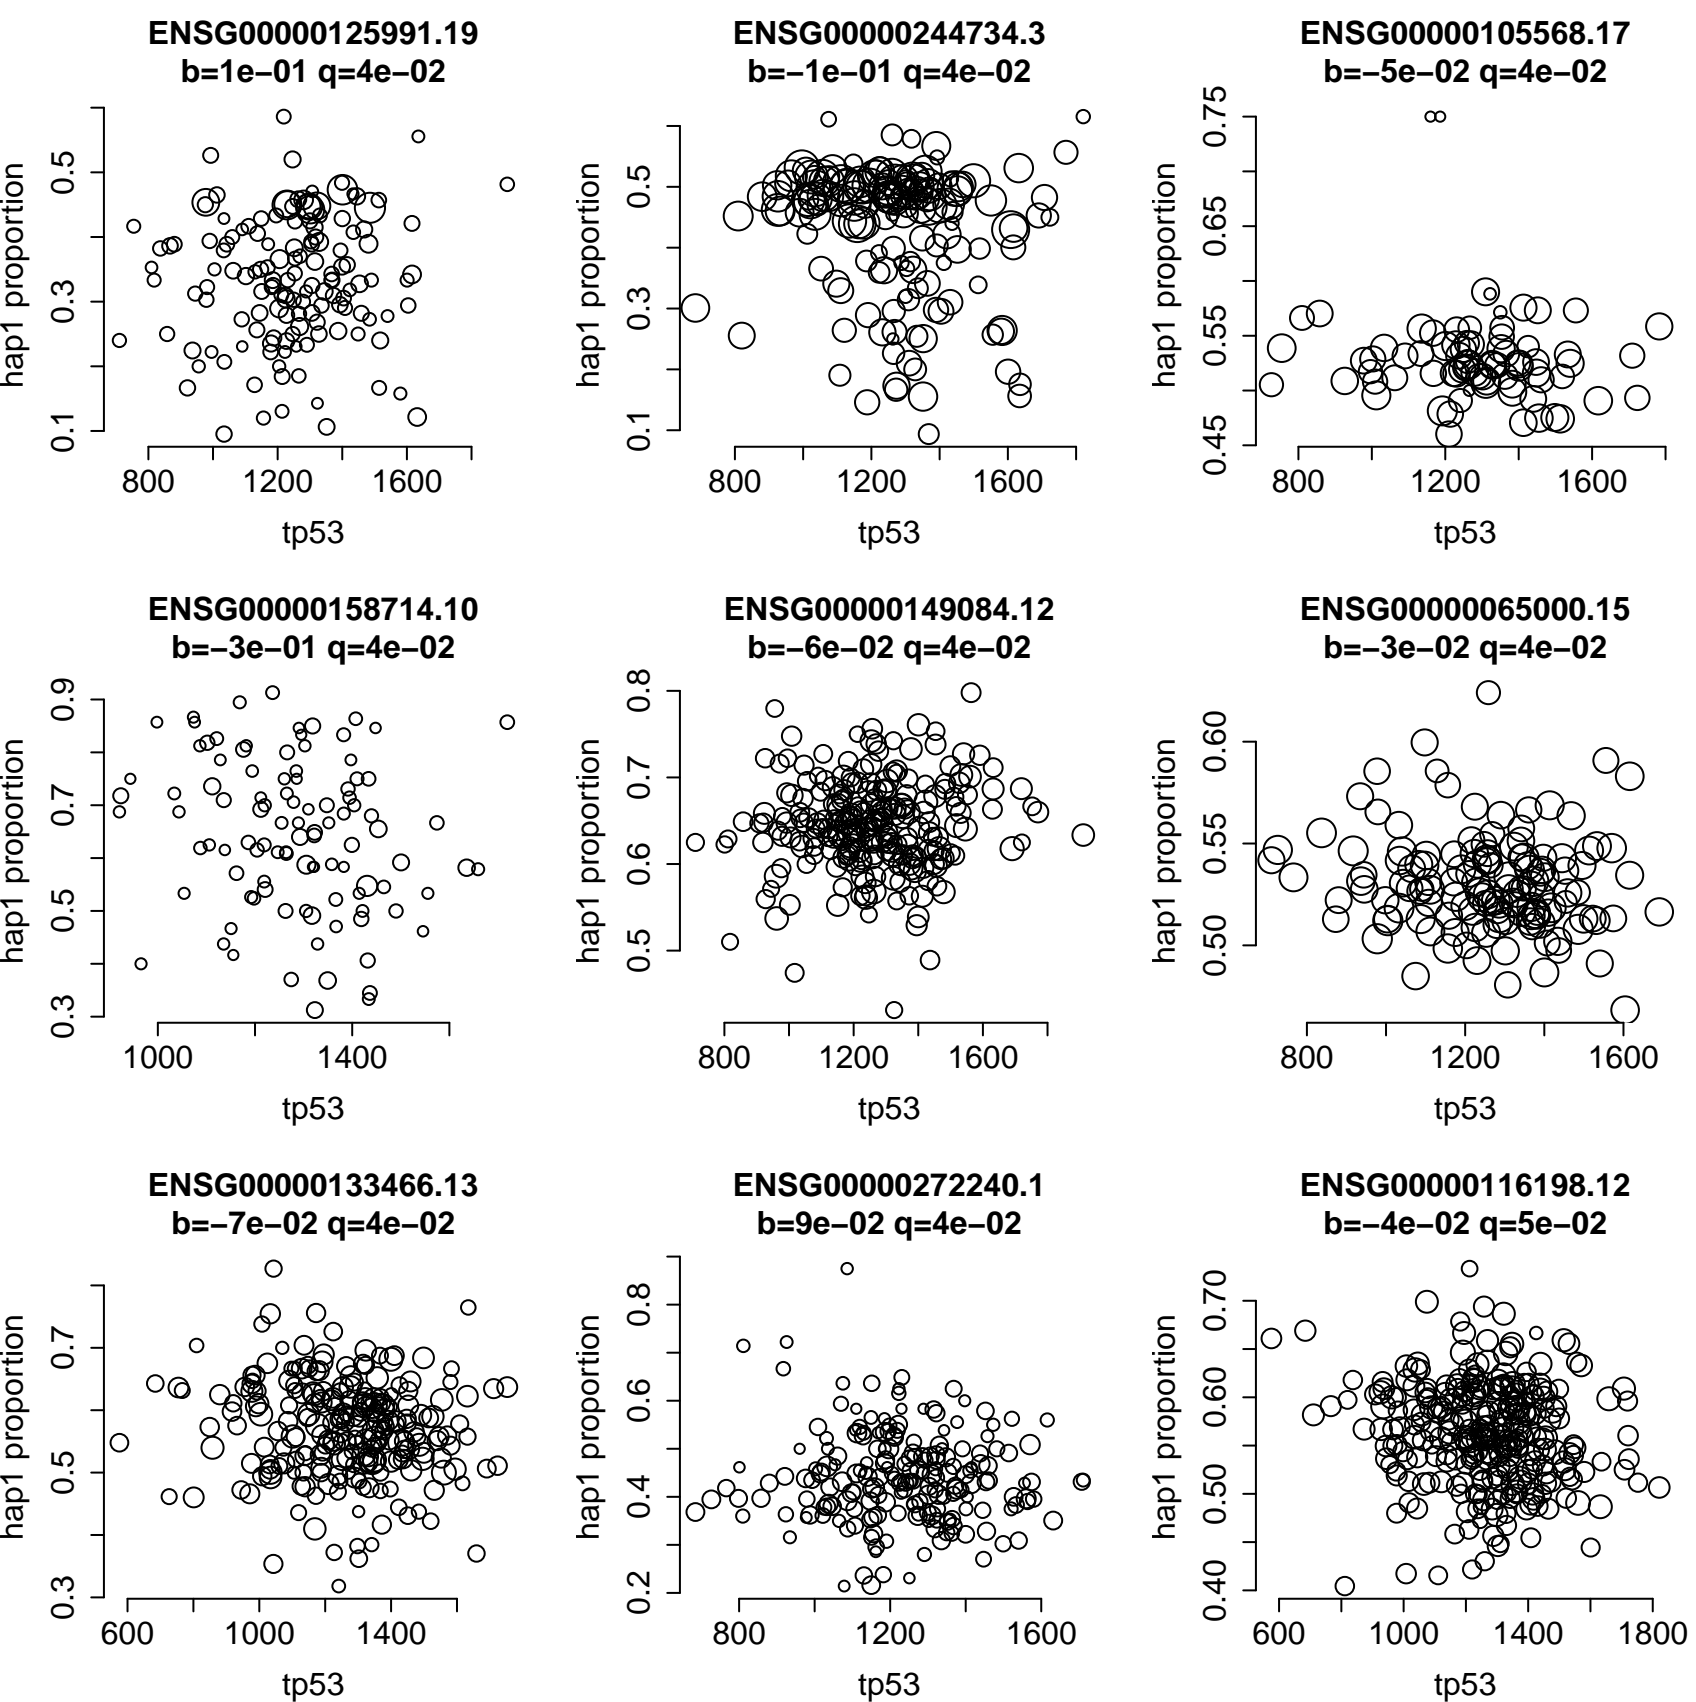 ENSG00000125991.19
b=1e−01 q=4e−02
hap1 proportion
0.1 0.3 0.5
800 1200 1600
tp53
ENSG00000244734.3
b=−1e−01 q=4e−02
hap1 proportion
0.1 0.3 0.5
800 1200 1600
tp53
ENSG00000105568.17
b=−5e−02 q=4e−02
hap1 proportion
0.45 0.55 0.65 0.75
800 1200 1600
tp53
ENSG00000158714.10
b=−3e−01 q=4e−02
hap1 proportion
0.3 0.5 0.7 0.9
1000 1400
tp53
ENSG00000149084.12
b=−6e−02 q=4e−02
hap1 proportion
0.5 0.6 0.7 0.8
800 1200 1600
tp53
ENSG00000065000.15
b=−3e−02 q=4e−02
hap1 proportion
0.50 0.55 0.60
800 1200 1600
tp53
ENSG00000133466.13
b=−7e−02 q=4e−02
hap1 proportion
0.3 0.5 0.7
600 1000 1400
tp53
ENSG00000272240.1
b=9e−02 q=4e−02
hap1 proportion
0.2 0.4 0.6 0.8
800 1200 1600
tp53
ENSG00000116198.12
b=−4e−02 q=5e−02
hap1 proportion
0.40 0.50 0.60 0.70
600 1000 1400 1800
tp53